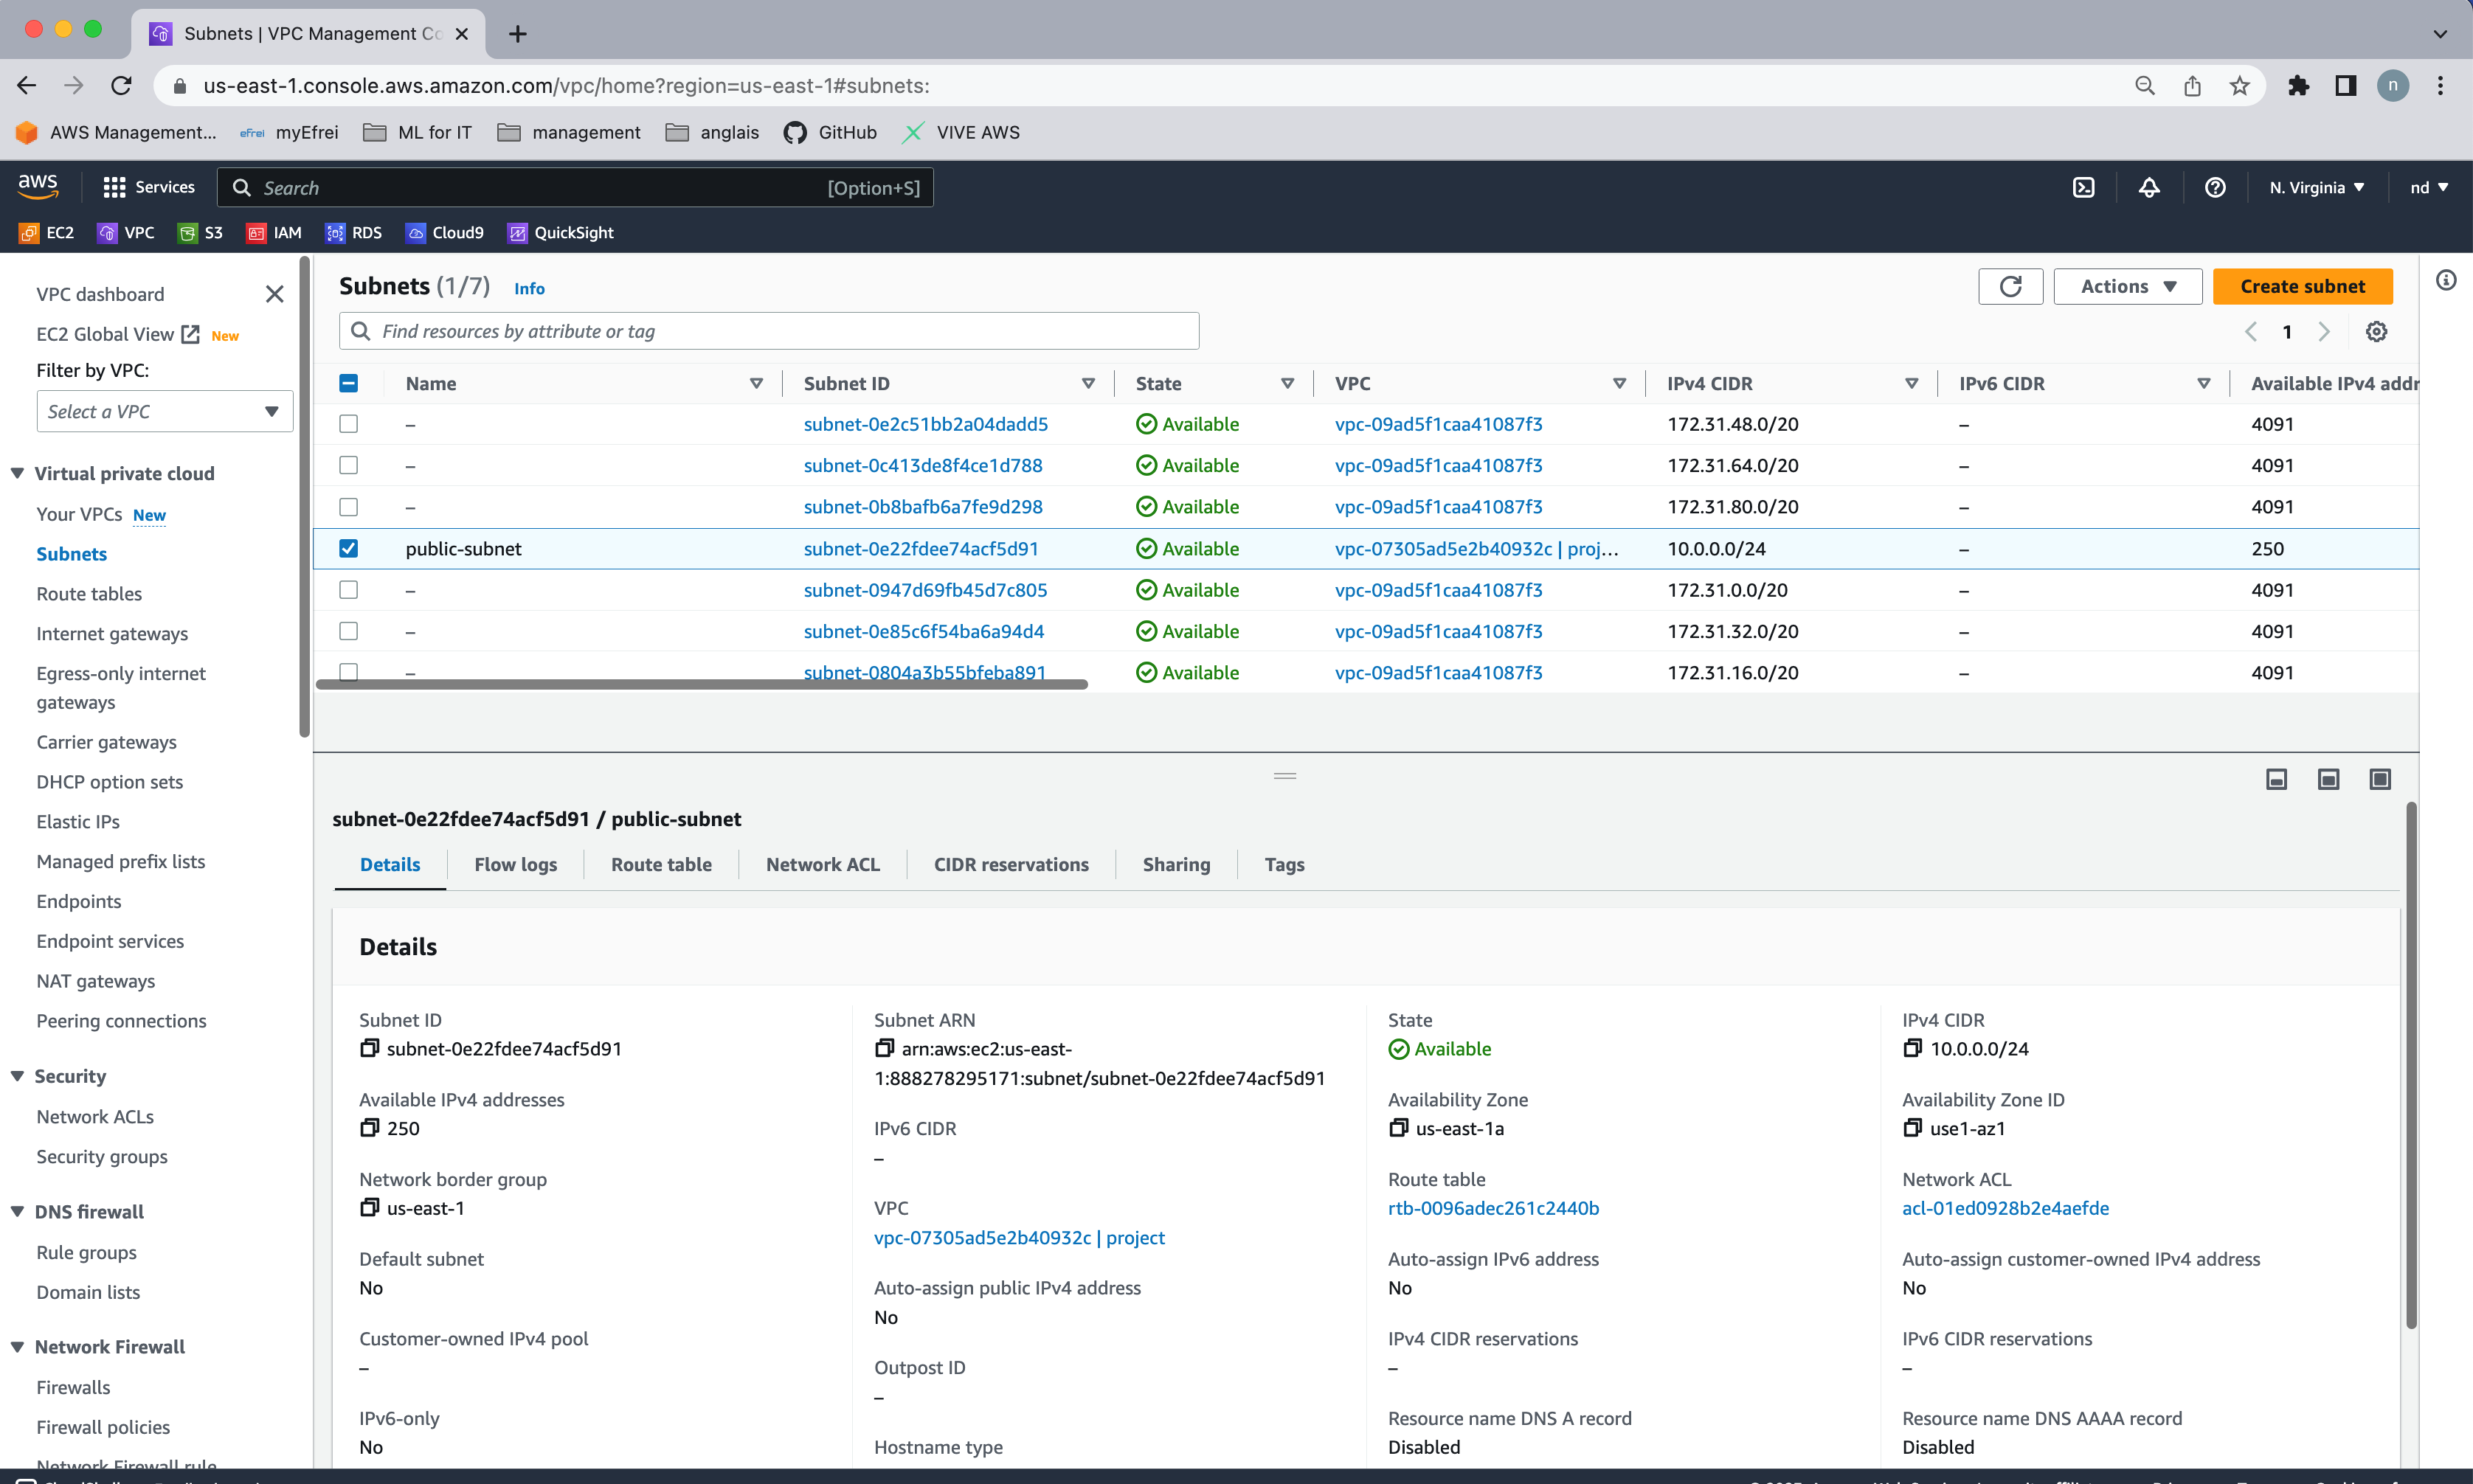 Subnets | VPC Management Co
us-east-1.console.aws.amazon.com/vpc/home?region=us-east-1#subnets:
n
AWS Management...
efrei myEfrei
ML for IT
management
anglais
GitHub
VIVE AWS
aws
Services
Search
[Option+S]
N. Virginia
nd
EC2
VPC
S3
IAM
RDS
Cloud9
QuickSight
VPC dashboard
EC2 Global View New
Filter by VPC:
Select a VPC
Virtual private cloud
Your VPCs New
Subnets
Route tables
Internet gateways
Egress-only internet
gateways
Carrier gateways
DHCP option sets
Elastic IPs
Managed prefix lists
Endpoints
Endpoint services
NAT gateways
Peering connections
Security
Network ACLs
Security groups
DNS firewall
Rule groups
Domain lists
Network Firewall
Firewalls
Firewall policies
Network Firewall rule
Subnets (1/7) Info
Actions
Create subnet
Find resources by attribute or tag
1
Name Subnet ID State VPC IPv4 CIDR IPv6 CIDR Available IPv4 addr
– subnet-0e2c51bb2a04dadd5 Available vpc-09ad5f1caa41087f3 172.31.48.0/20 – 4091
– subnet-0c413de8f4ce1d788 Available vpc-09ad5f1caa41087f3 172.31.64.0/20 – 4091
– subnet-0b8bafb6a7fe9d298 Available vpc-09ad5f1caa41087f3 172.31.80.0/20 – 4091
public-subnet subnet-0e22fdee74acf5d91 Available vpc-07305ad5e2b40932c | proj... 10.0.0.0/24 – 250
– subnet-0947d69fb45d7c805 Available vpc-09ad5f1caa41087f3 172.31.0.0/20 – 4091
– subnet-0e85c6f54ba6a94d4 Available vpc-09ad5f1caa41087f3 172.31.32.0/20 – 4091
– subnet-0804a3b55bfeba891 Available vpc-09ad5f1caa41087f3 172.31.16.0/20 – 4091
subnet-0e22fdee74acf5d91 / public-subnet
Details Flow logs Route table Network ACL CIDR reservations Sharing Tags
Details
Subnet ID
subnet-0e22fdee74acf5d91
Available IPv4 addresses
250
Network border group
us-east-1
Default subnet
No
Customer-owned IPv4 pool
–
IPv6-only
No
Subnet ARN
arn:aws:ec2:us-east-
1:888278295171:subnet/subnet-0e22fdee74acf5d91
IPv6 CIDR
–
VPC
vpc-07305ad5e2b40932c | project
Auto-assign public IPv4 address
No
Outpost ID
–
Hostname type
State
Available
Availability Zone
us-east-1a
Route table
rtb-0096adec261c2440b
Auto-assign IPv6 address
No
IPv4 CIDR reservations
–
Resource name DNS A record
Disabled
IPv4 CIDR
10.0.0.0/24
Availability Zone ID
use1-az1
Network ACL
acl-01ed0928b2e4aefde
Auto-assign customer-owned IPv4 address
No
IPv6 CIDR reservations
–
Resource name DNS AAAA record
Disabled